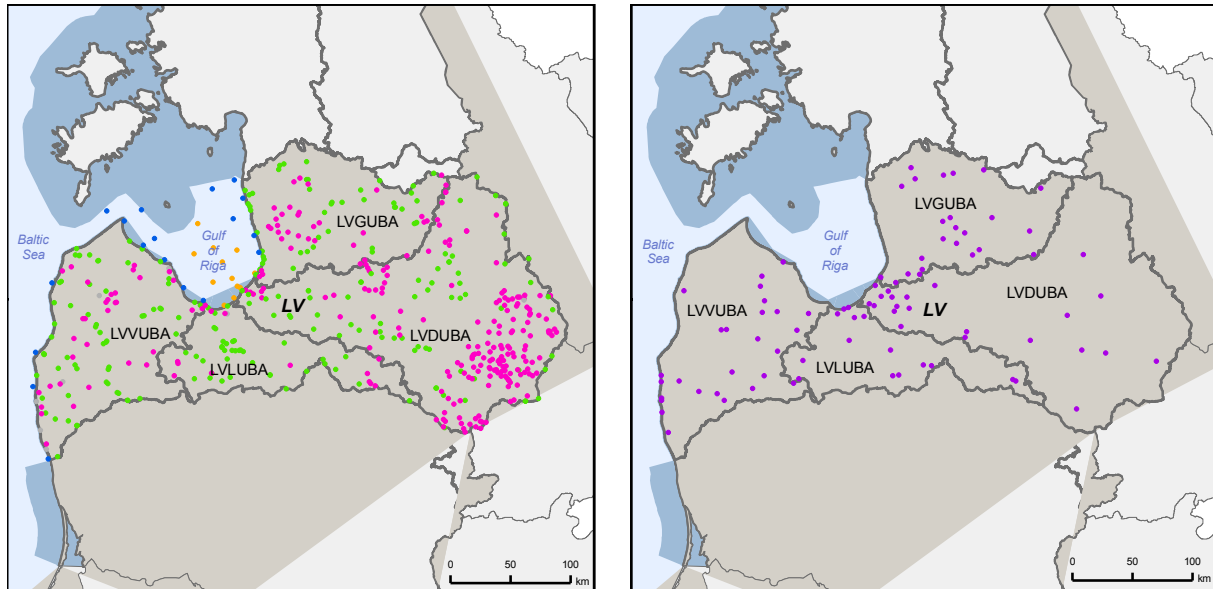 LVGUBA
Baltic
Sea
Gulf
of
Riga
LV
LVVUBA
LVDUBA
LVLUBA
0 50 100
km
LVGUBA
Baltic
Sea
Gulf
of
Riga
LVDUBA
LV
LVVUBA
LVLUBA
0 50 100
km